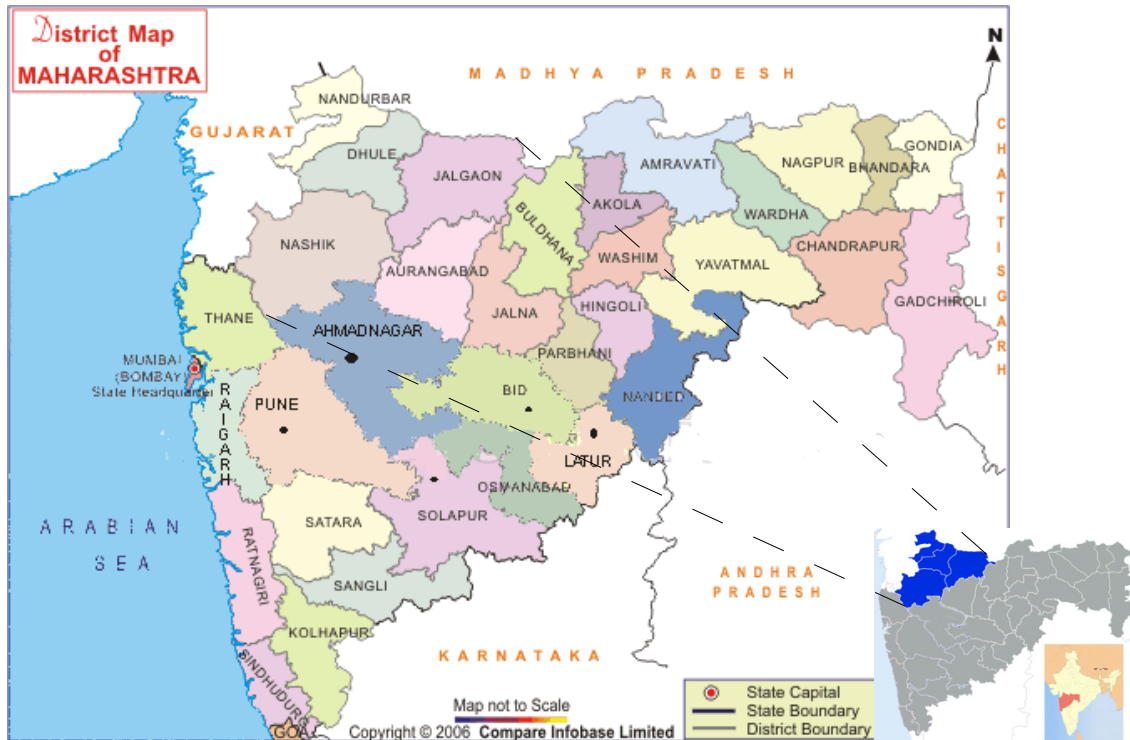 District Map
of
MAHARASHTRA
N
MADHYA PRADESH
NANDURBAR
GUJARAT
CHATTISGARH
DHULE
JALGAON
BULDHANA
AKOLA
AMRAVATI
NAGPUR
BHANDARA
GONDIA
WARDHA
NASHIK
AURANGABAD
WASHIM
YAVATMAL
CHANDRAPUR
GADCHIROLI
THANE
AHMADNAGAR
JALNA
HINGOLI
PARBHANI
MUMBAI
(BOMBAY)
State Headquarter
RAIGARH
PUNE
BID
NANDED
LATUR
OSMANABAD
SOLAPUR
SATARA
ARABIAN
SEA
RATNAGIRI
SANGLI
ANDHRA
PRADESH
KOLHAPUR
SINDHUDURG
KARNATAKA
GOA
Map not to Scale
Copyright © 2006 Compare Infobase Limited
State Capital
State Boundary
District Boundary